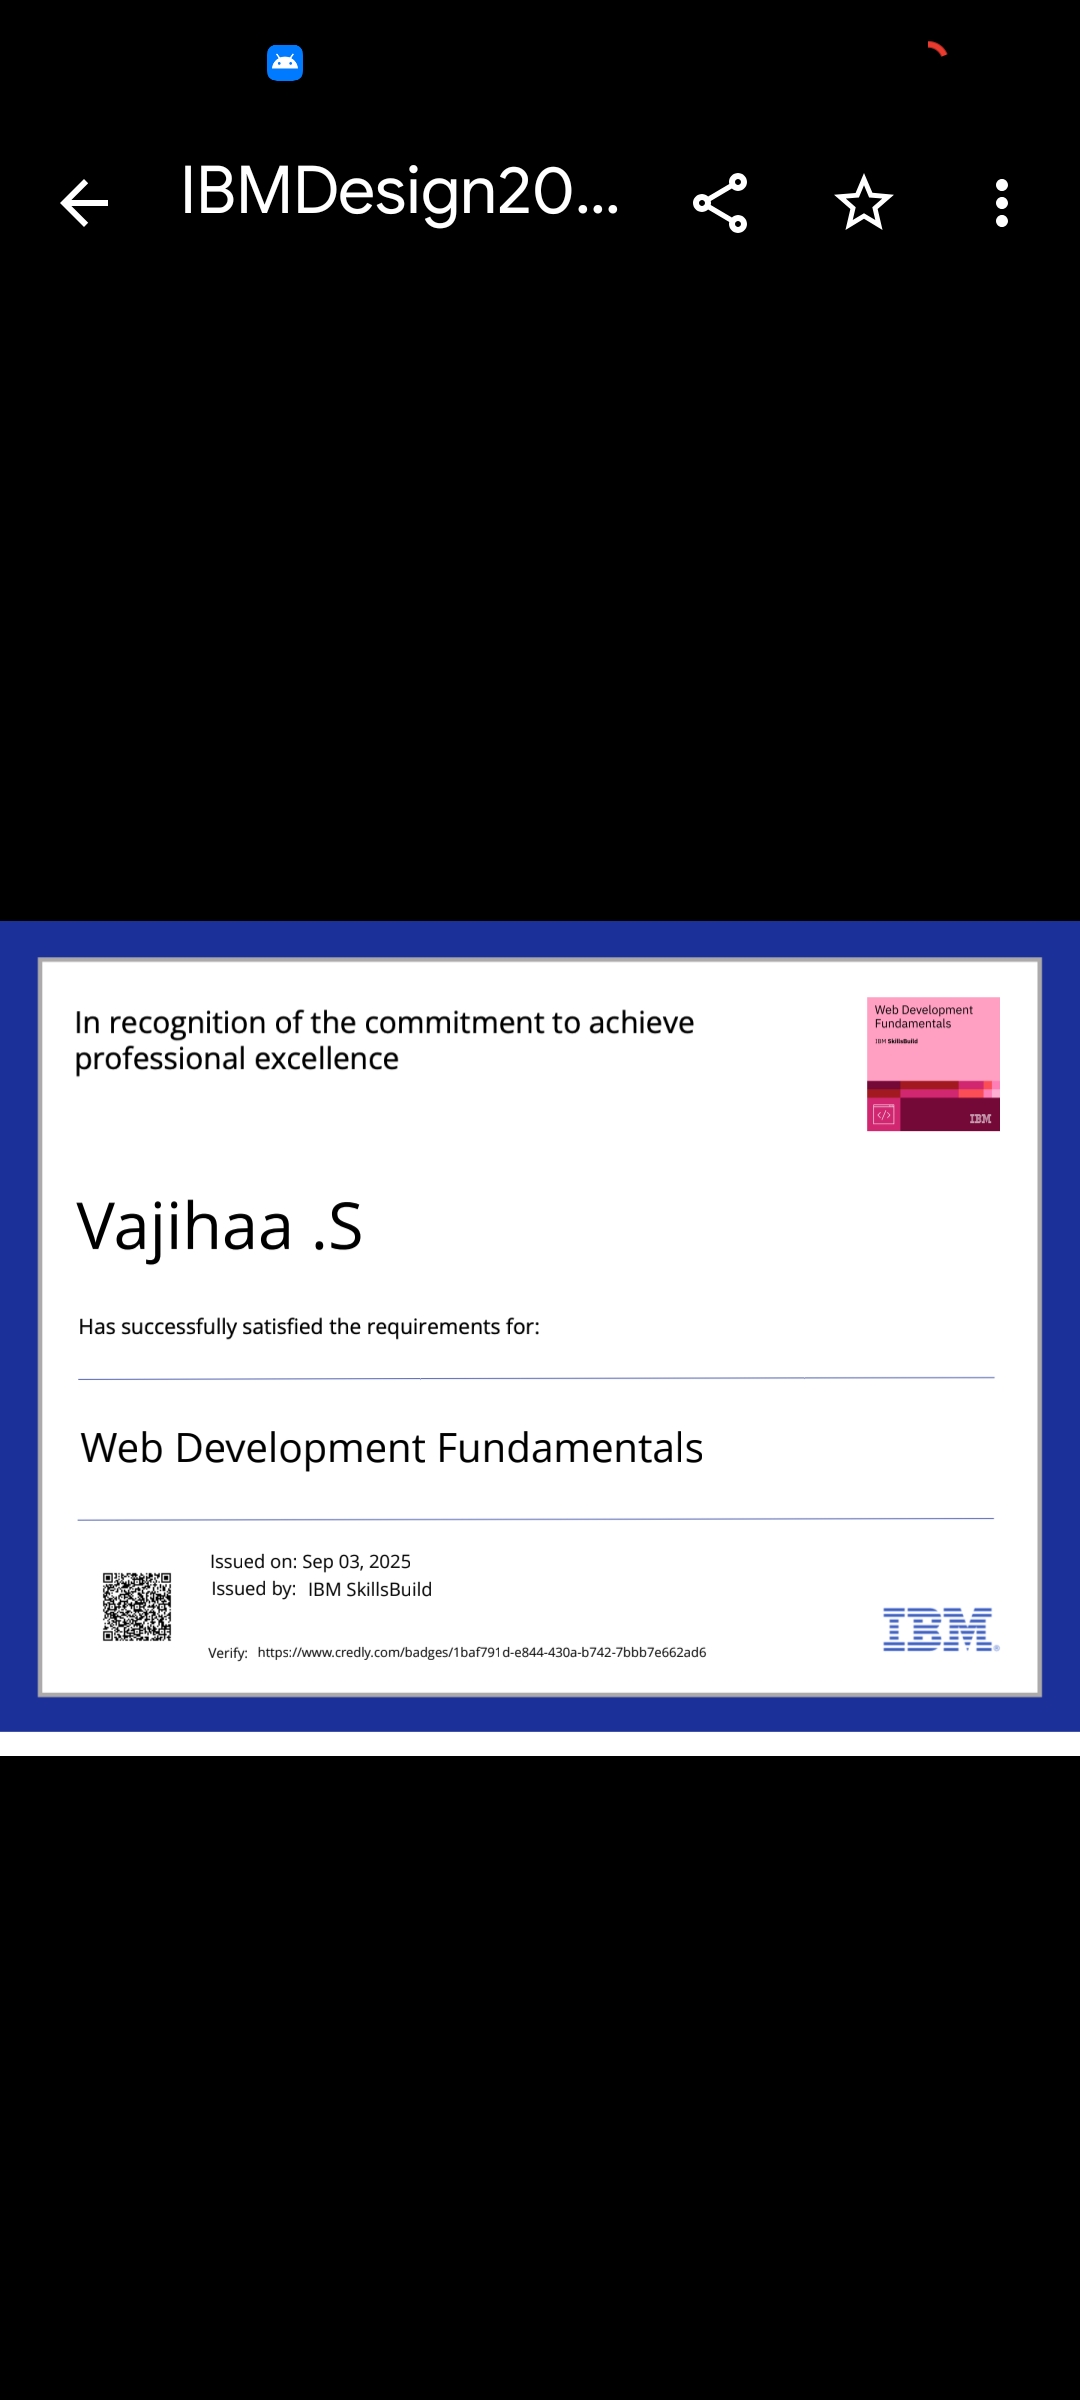 IBMDesign20...
In recognition of the commitment to achieve
professional excellence
Web Development
Fundamentals
IBM SkillsBuild
IBM
Vajihaa .S
Has successfully satisfied the requirements for:
Web Development Fundamentals
Issued on: Sep 03, 2025
Issued by: IBM SkillsBuild
Verify: https://www.credly.com/badges/1baf791d-e844-430a-b742-7bbb7e662ad6
IBM®